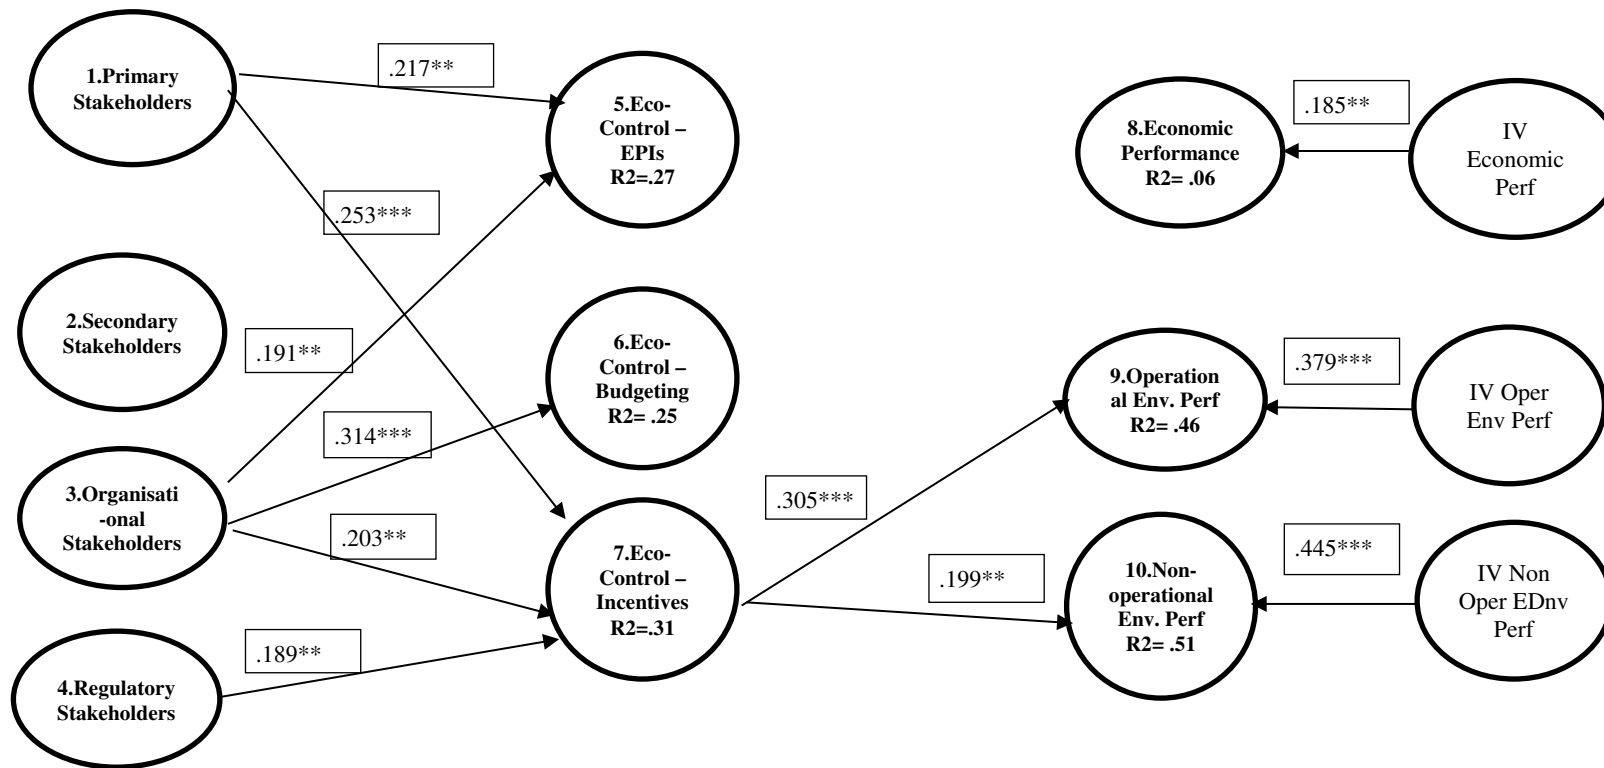 1.Primary
Stakeholders
2.Secondary
Stakeholders
3.Organisati
-onal
Stakeholders
4.Regulatory
Stakeholders
.217**
.253***
.191**
.314***
.203**
.189**
5.Eco-
Control –
EPIs
R2=.27
6.Eco-
Control –
Budgeting
R2= .25
7.Eco-
Control –
Incentives
R2=.31
.305***
.199**
8.Economic
Performance
R2= .06
9.Operation
al Env. Perf
R2= .46
10.Non-
operational
Env. Perf
R2= .51
.185**
.379***
.445***
IV
Economic
Perf
IV Oper
Env Perf
IV Non
Oper EDnv
Perf